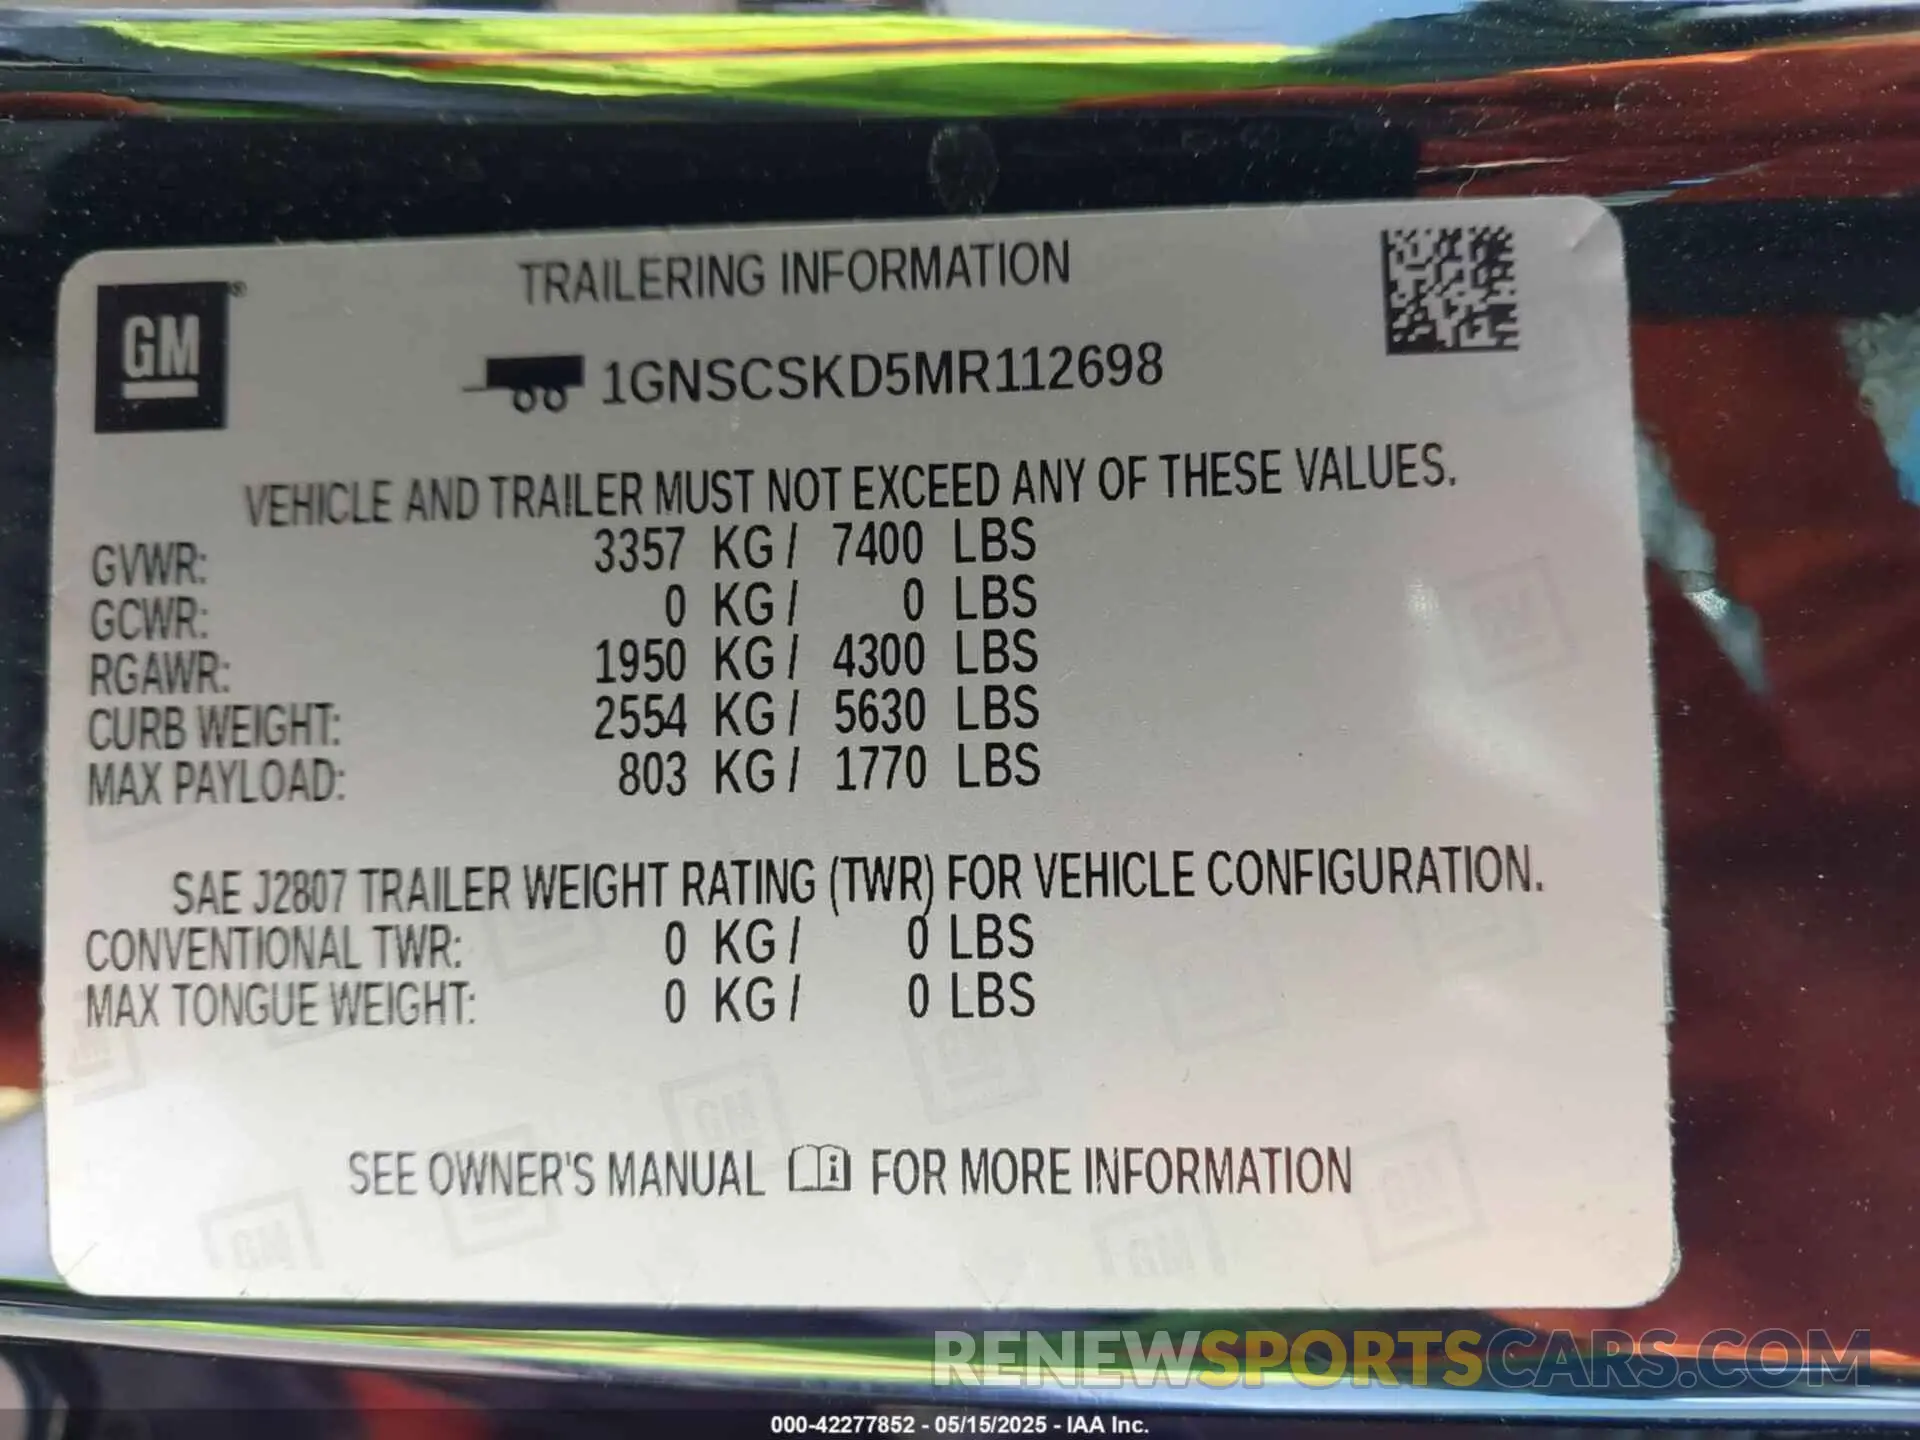 GM ®
TRAILERING INFORMATION
1GNSCSKD5MR112698
VEHICLE AND TRAILER MUST NOT EXCEED ANY OF THESE VALUES.
GVWR: 3357 KG / 7400 LBS
GCWR: 0 KG / 0 LBS
RGAWR: 1950 KG / 4300 LBS
CURB WEIGHT: 2554 KG / 5630 LBS
MAX PAYLOAD: 803 KG / 1770 LBS
SAE J2807 TRAILER WEIGHT RATING (TWR) FOR VEHICLE CONFIGURATION.
CONVENTIONAL TWR: 0 KG / 0 LBS
MAX TONGUE WEIGHT: 0 KG / 0 LBS
SEE OWNER'S MANUAL i FOR MORE INFORMATION
RENEWSPORTSCARS.COM
000-42277852 - 05/15/2025 - IAA Inc.